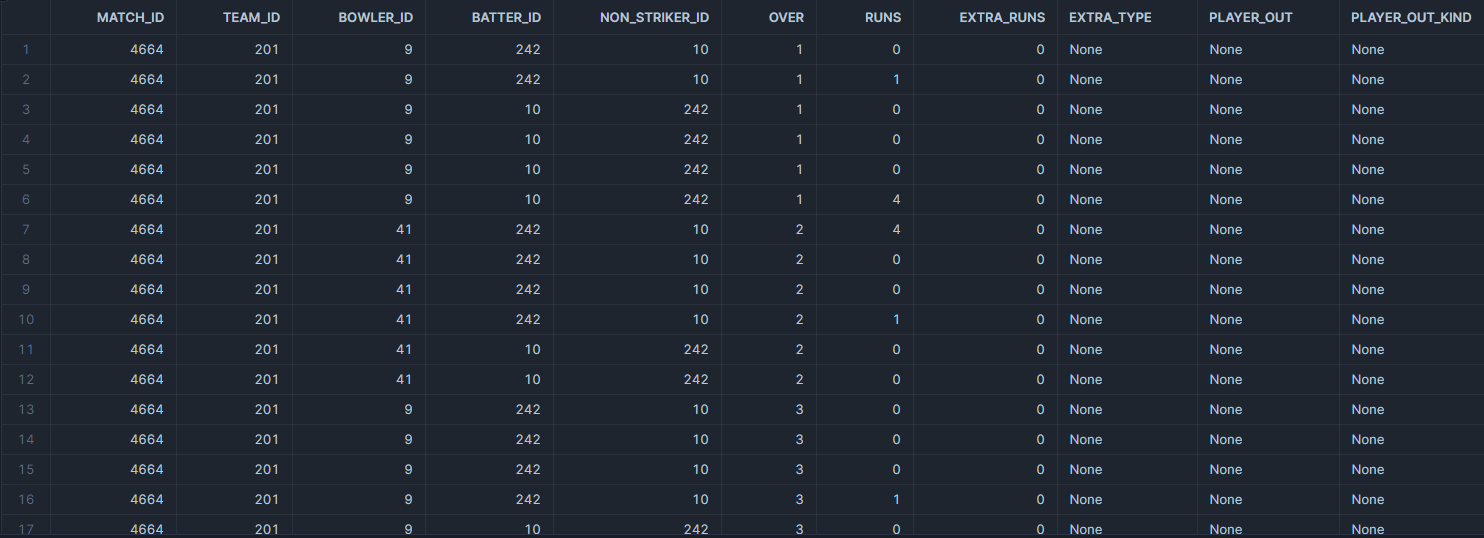 MATCH_ID TEAM_ID BOWLER_ID BATTER_ID NON_STRIKER_ID OVER RUNS EXTRA_RUNS EXTRA_TYPE PLAYER_OUT PLAYER_OUT_KIND
1 4664 201 9 242 10 1 0 0 None None None
2 4664 201 9 242 10 1 1 0 None None None
3 4664 201 9 10 242 1 0 0 None None None
4 4664 201 9 10 242 1 0 0 None None None
5 4664 201 9 10 242 1 0 0 None None None
6 4664 201 9 10 242 1 4 0 None None None
7 4664 201 41 242 10 2 4 0 None None None
8 4664 201 41 242 10 2 0 0 None None None
9 4664 201 41 242 10 2 0 0 None None None
10 4664 201 41 242 10 2 1 0 None None None
11 4664 201 41 10 242 2 0 0 None None None
12 4664 201 41 10 242 2 0 0 None None None
13 4664 201 9 242 10 3 0 0 None None None
14 4664 201 9 242 10 3 0 0 None None None
15 4664 201 9 242 10 3 0 0 None None None
16 4664 201 9 242 10 3 1 0 None None None
17 4664 201 9 10 242 3 0 0 None None None